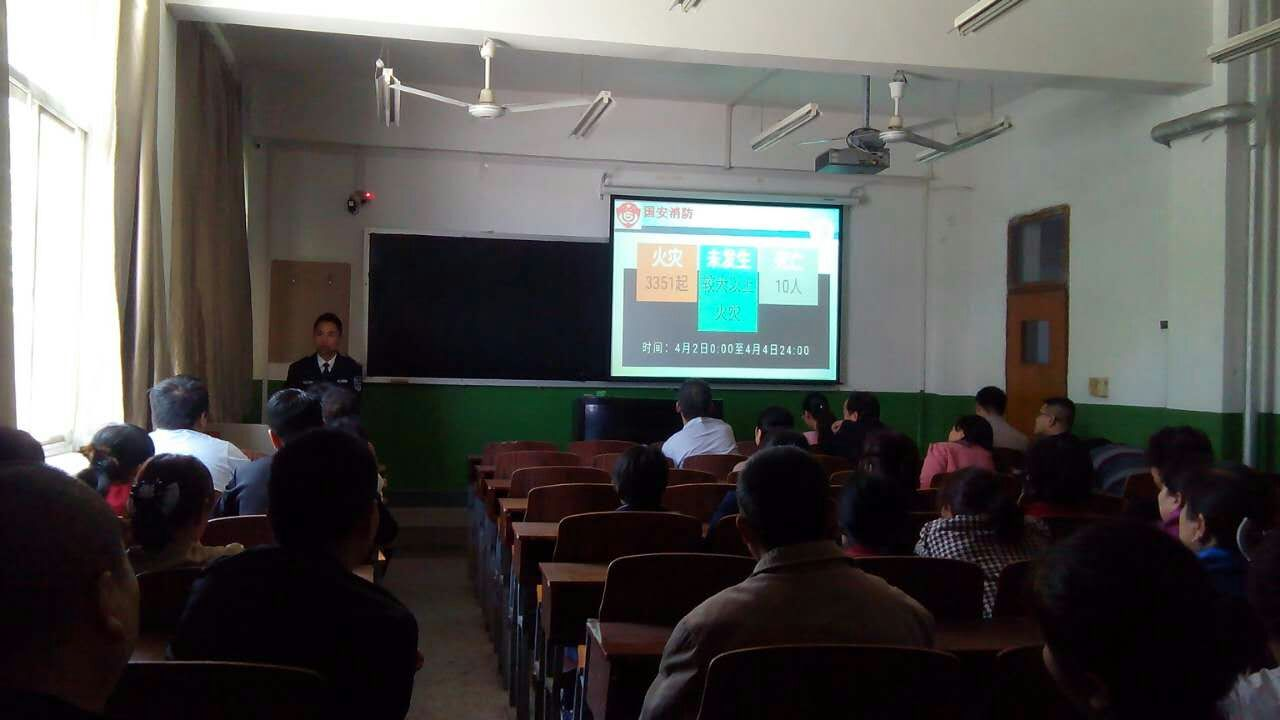 国安消防
火灾
未发生
死亡
3351起
较大以上
10人
火灾
时间：4月2日0:00至4月4日24:00